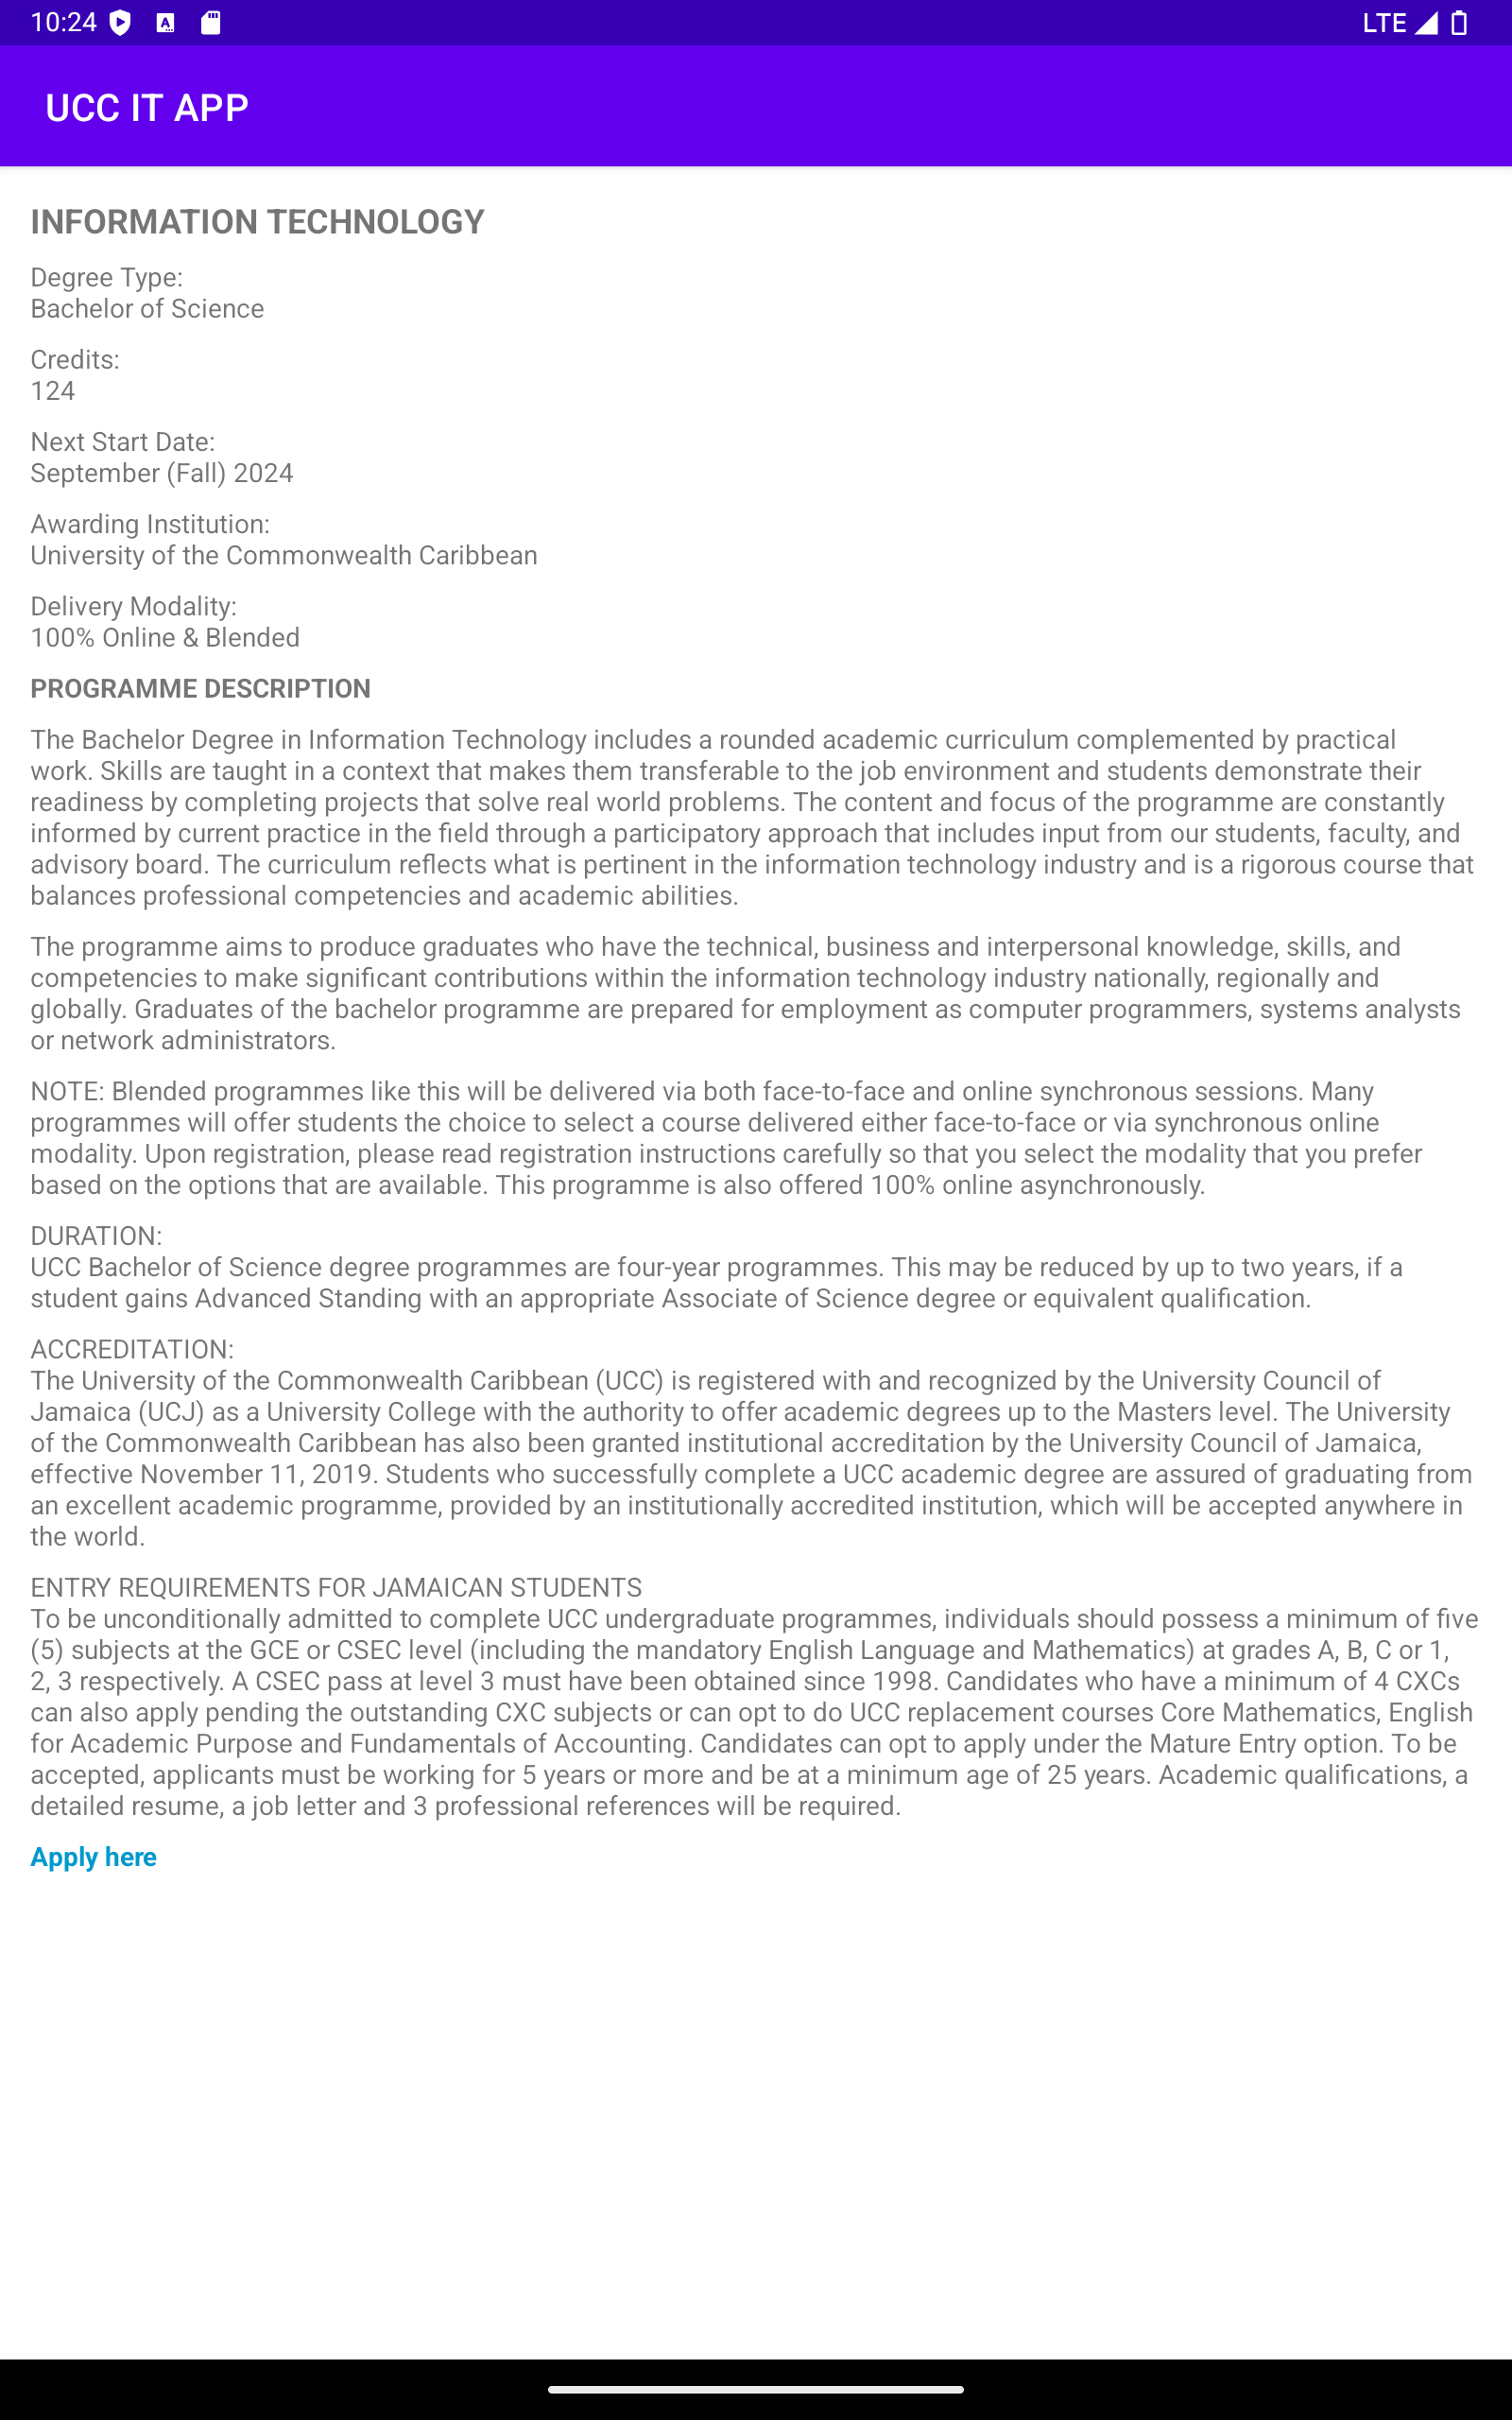 10:24
LTE
UCC IT APP
INFORMATION TECHNOLOGY
Degree Type:
Bachelor of Science
Credits:
124
Next Start Date:
September (Fall) 2024
Awarding Institution:
University of the Commonwealth Caribbean
Delivery Modality:
100% Online & Blended
PROGRAMME DESCRIPTION
The Bachelor Degree in Information Technology includes a rounded academic curriculum complemented by practical
work. Skills are taught in a context that makes them transferable to the job environment and students demonstrate their
readiness by completing projects that solve real world problems. The content and focus of the programme are constantly
informed by current practice in the field through a participatory approach that includes input from our students, faculty, and
advisory board. The curriculum reflects what is pertinent in the information technology industry and is a rigorous course that
balances professional competencies and academic abilities.
The programme aims to produce graduates who have the technical, business and interpersonal knowledge, skills, and
competencies to make significant contributions within the information technology industry nationally, regionally and
globally. Graduates of the bachelor programme are prepared for employment as computer programmers, systems analysts
or network administrators.
NOTE: Blended programmes like this will be delivered via both face-to-face and online synchronous sessions. Many
programmes will offer students the choice to select a course delivered either face-to-face or via synchronous online
modality. Upon registration, please read registration instructions carefully so that you select the modality that you prefer
based on the options that are available. This programme is also offered 100% online asynchronously.
DURATION:
UCC Bachelor of Science degree programmes are four-year programmes. This may be reduced by up to two years, if a
student gains Advanced Standing with an appropriate Associate of Science degree or equivalent qualification.
ACCREDITATION:
The University of the Commonwealth Caribbean (UCC) is registered with and recognized by the University Council of
Jamaica (UCJ) as a University College with the authority to offer academic degrees up to the Masters level. The University
of the Commonwealth Caribbean has also been granted institutional accreditation by the University Council of Jamaica,
effective November 11, 2019. Students who successfully complete a UCC academic degree are assured of graduating from
an excellent academic programme, provided by an institutionally accredited institution, which will be accepted anywhere in
the world.
ENTRY REQUIREMENTS FOR JAMAICAN STUDENTS
To be unconditionally admitted to complete UCC undergraduate programmes, individuals should possess a minimum of five
(5) subjects at the GCE or CSEC level (including the mandatory English Language and Mathematics) at grades A, B, C or 1,
2, 3 respectively. A CSEC pass at level 3 must have been obtained since 1998. Candidates who have a minimum of 4 CXCs
can also apply pending the outstanding CXC subjects or can opt to do UCC replacement courses Core Mathematics, English
for Academic Purpose and Fundamentals of Accounting. Candidates can opt to apply under the Mature Entry option. To be
accepted, applicants must be working for 5 years or more and be at a minimum age of 25 years. Academic qualifications, a
detailed resume, a job letter and 3 professional references will be required.
Apply here